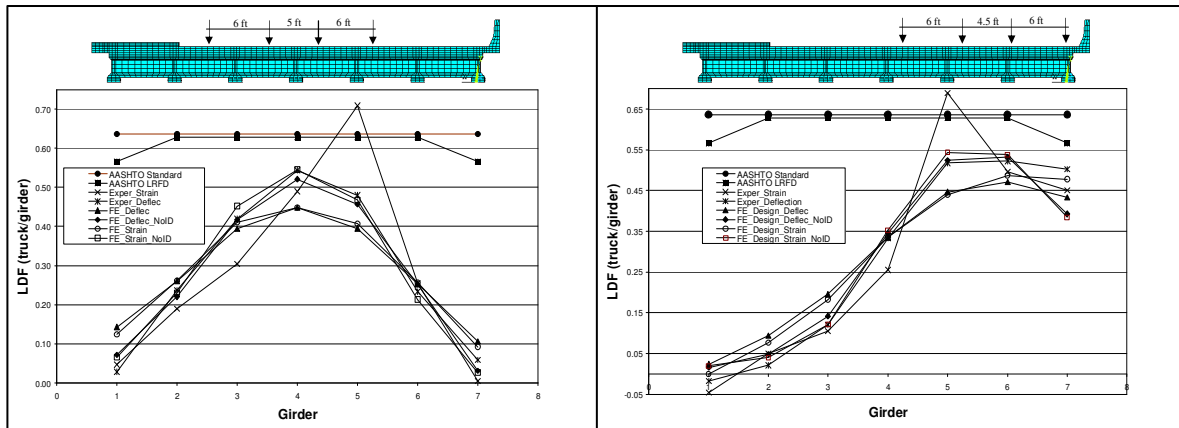 6 ft 5 ft 6 ft
0.70
0.60
0.50
0.40
0.30
0.20
0.10
0.00
LDF (truck/girder)
AASHTO Standard
AASHTO LRFD
Exper_Strain
Exper_Deflec
FE_Deflec
FE_Deflec_NoID
FE_Strain
FE_Strain_NoID
0 1 2 3 4 5 6 7 8
Girder
6 ft 4.5 ft 6 ft
0.65
0.55
0.45
0.35
0.25
0.15
0.05
-0.05
LDF (truck/girder)
AASHTO Standard
AASHTO LRFD
Exper_Strain
Exper_Deflection
FE_Design_Deflec
FE_Design_Deflec_NoID
FE_Design_Strain
FE_Design_Strain_NoID
0 1 2 3 4 5 6 7 8
Girder